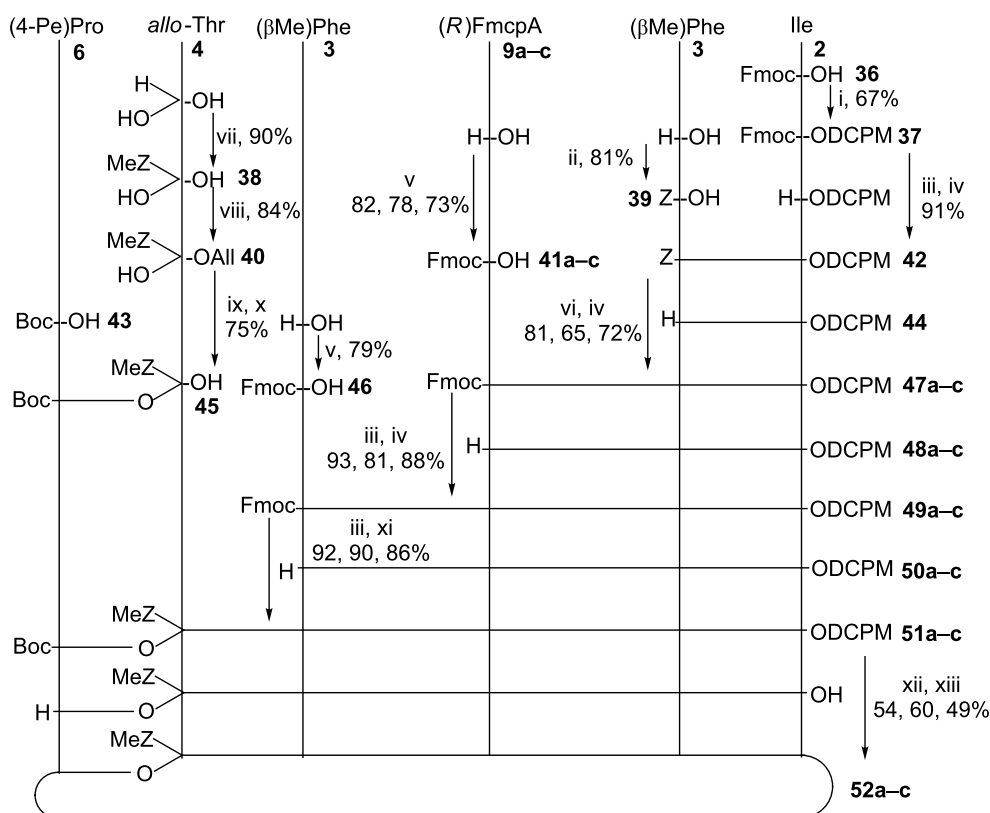 (4-Pe)Pro allo-Thr (βMe)Phe (R)FmcpA (βMe)Phe Ile
6 4 3 9a–c 3 2
Fmoc OH 36
H
OH
HO
i, 67%
vii, 90%
H OH
H OH
Fmoc ODCPM 37
MeZ
OH 38
HO
v
82, 78, 73%
ii, 81%
39 Z OH
H ODCPM
iii, iv
91%
viii, 84%
MeZ
OAll 40
HO
Fmoc OH 41a–c
Z ODCPM 42
ix, x
75%
vi, iv
81, 65, 72%
Boc OH 43
H OH
H ODCPM 44
v, 79%
MeZ
OH
45
Boc O
Fmoc OH 46
Fmoc ODCPM 47a–c
iii, iv
93, 81, 88%
H ODCPM 48a–c
Fmoc ODCPM 49a–c
iii, xi
92, 90, 86%
H ODCPM 50a–c
MeZ
Boc O ODCPM 51a–c
MeZ
H O OH
xii, xiii
54, 60, 49%
MeZ
O
52a–c